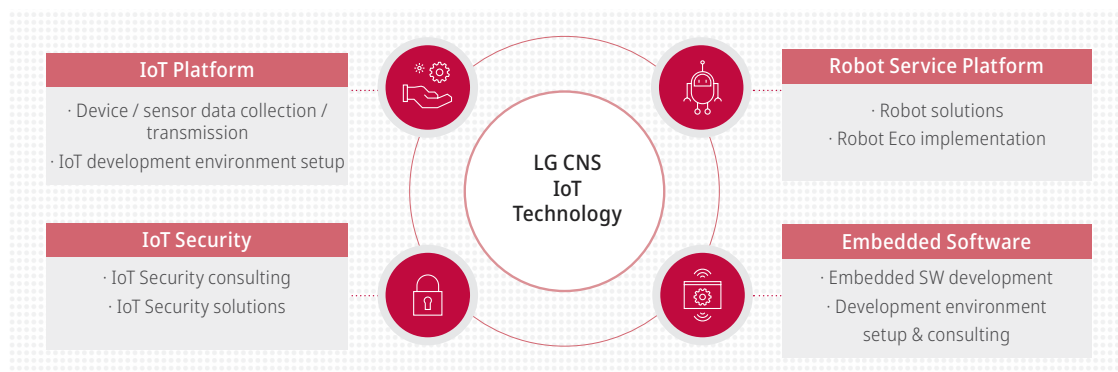 IoT Platform
· Device / sensor data collection /
transmission
· IoT development environment setup
Robot Service Platform
· Robot solutions
· Robot Eco implementation
LG CNS
IoT
Technology
IoT Security
· IoT Security consulting
· IoT Security solutions
Embedded Software
· Embedded SW development
· Development environment
setup & consulting